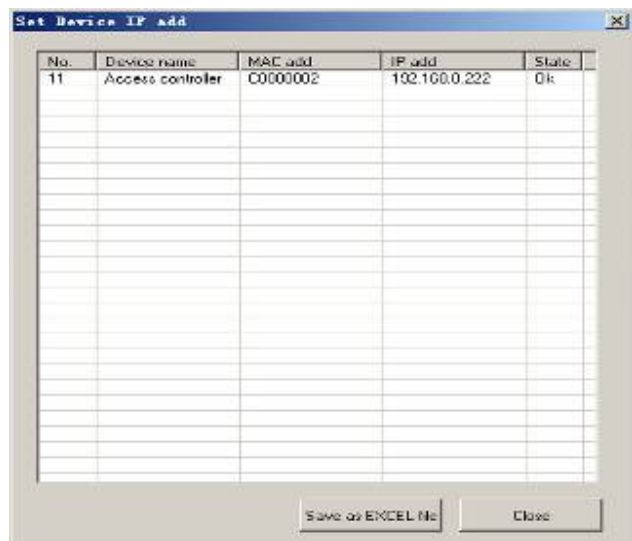 Set Device IP add
No. Device name MAC add IP add State
11 Access controller C0000002 192.160.0.222 Ok
Save as EXCEL file Close